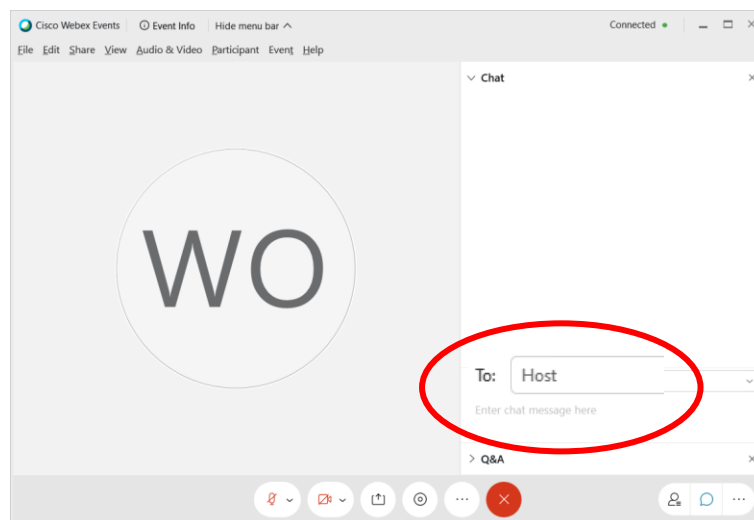 Cisco Webex Events Event Info Hide menu bar Connected
File Edit Share View Audio & Video Participant Event Help
Chat
WO
To: Host
Enter chat message here
Q&A